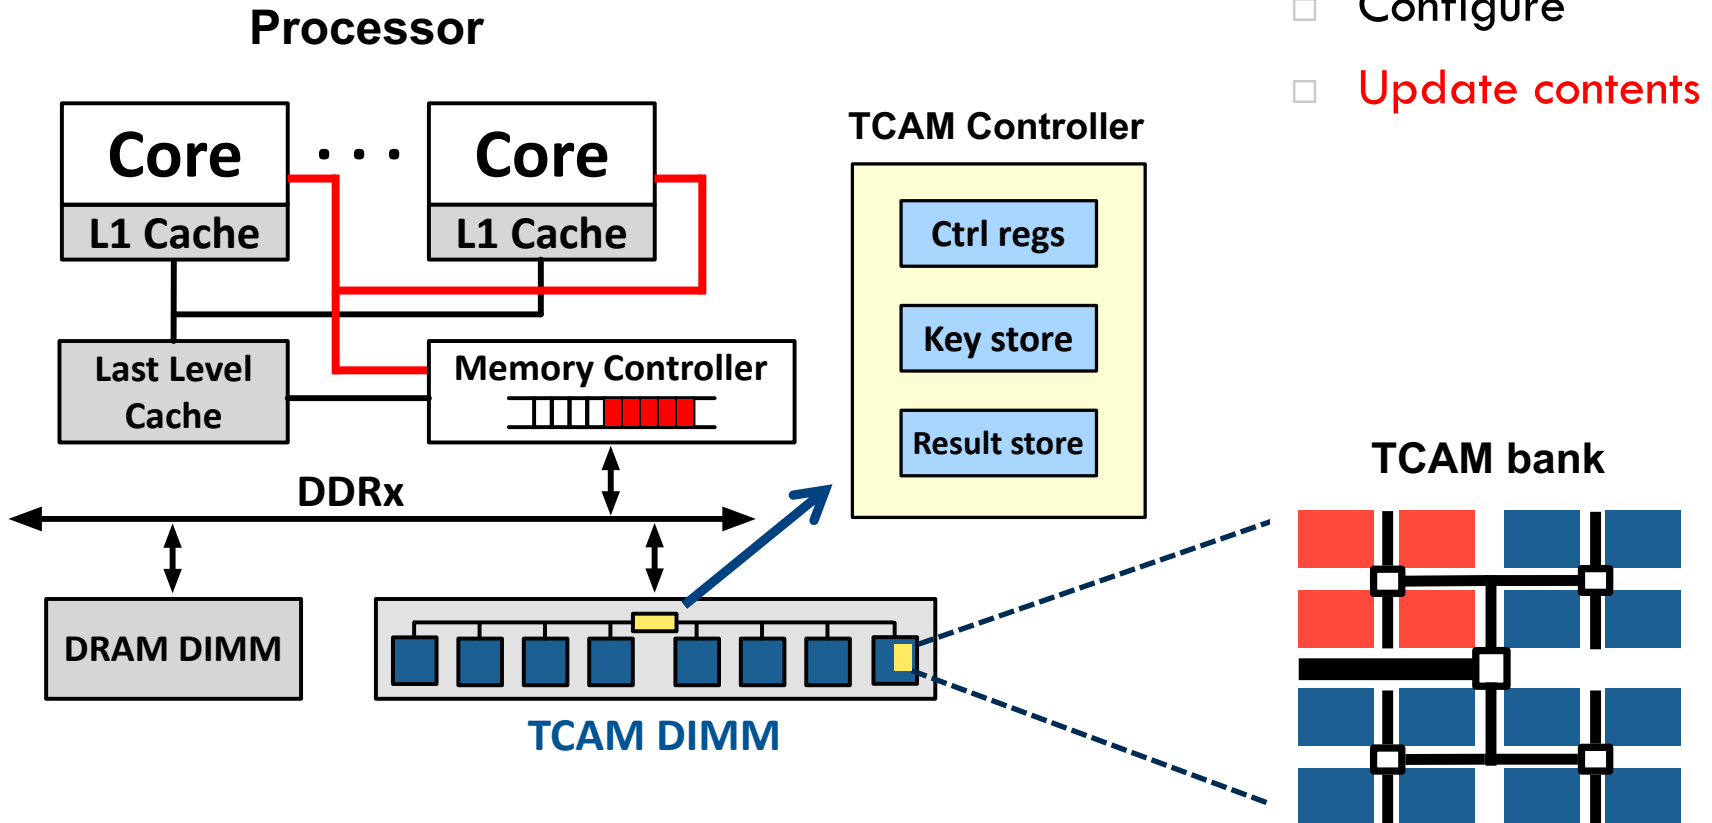 Processor
Configure
Update contents
Core
. . .
Core
L1 Cache
L1 Cache
TCAM Controller
Ctrl regs
Key store
Result store
Last Level
Cache
Memory Controller
DDRx
TCAM bank
DRAM DIMM
TCAM DIMM